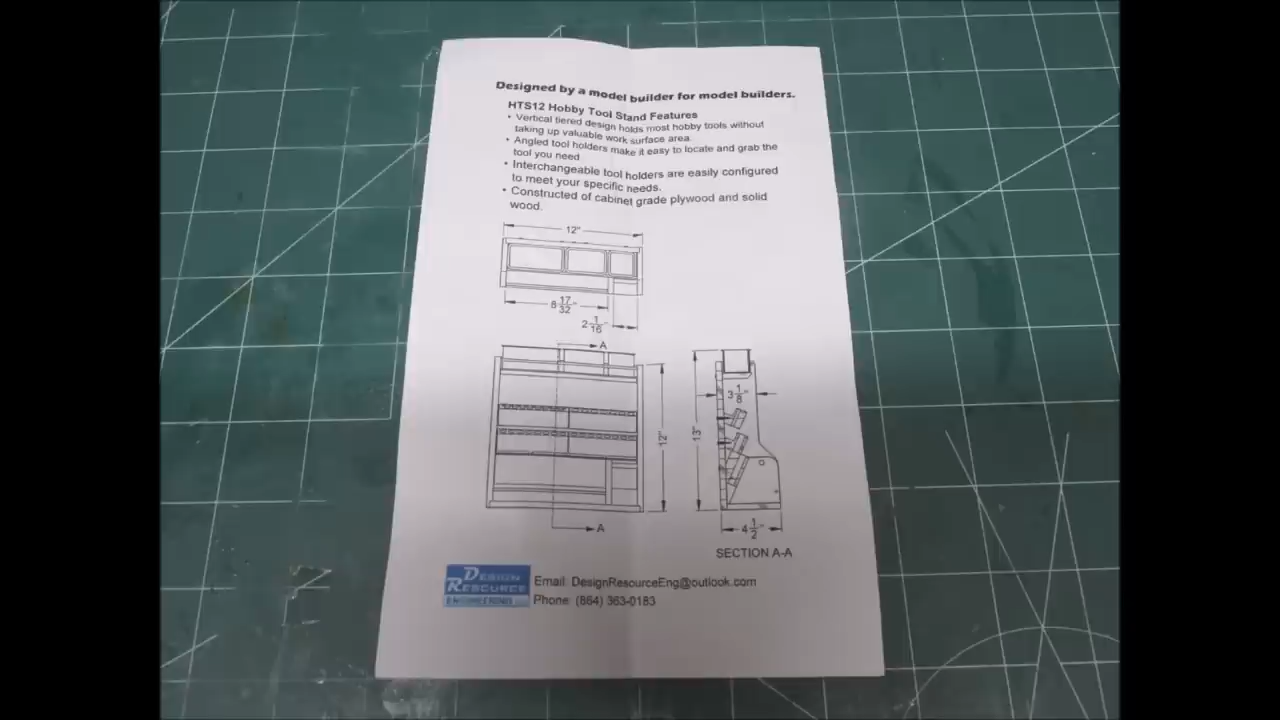 Designed by a model builder for model builders.
HTS12 Hobby Tool Stand Features
• Vertical tiered design holds most hobby tools without
taking up valuable work surface area.
• Angled tool holders make it easy to locate and grab the
tool you need
• Interchangeable tool holders are easily configured
to meet your specific needs.
• Constructed of cabinet grade plywood and solid
wood.
12"
8 17/32"
2 1/16"
A
3 1/8"
12"
13"
A
4 1/2"
SECTION A-A
DESIGN
RESOURCE
ENGINEERING
Email: DesignResourceEng@outlook.com
Phone: (864) 363-0183